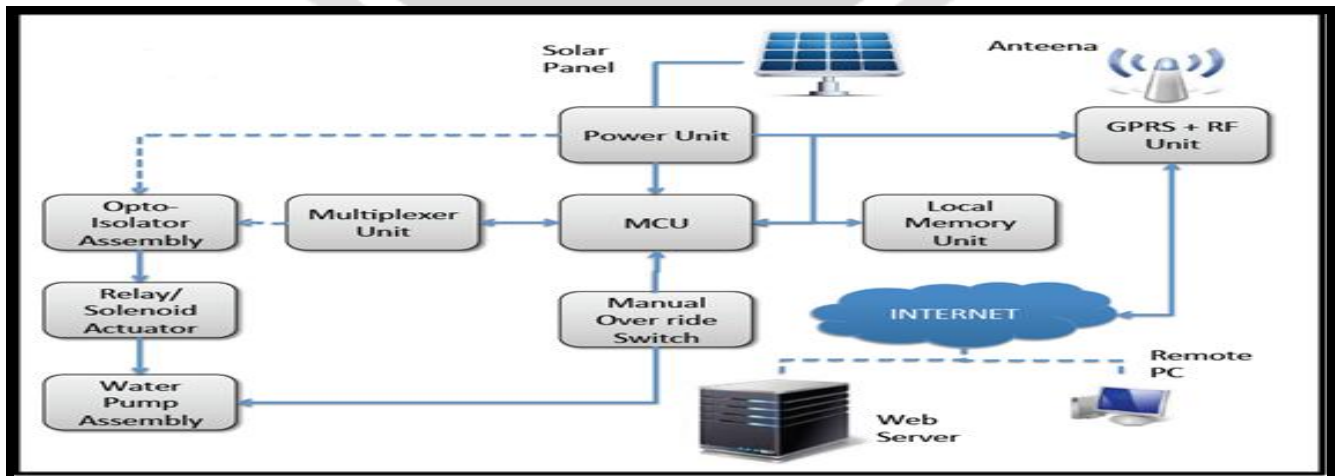 Solar
Panel
Anteena
Power Unit
GPRS + RF
Unit
Opto-
Isolator
Assembly
Multiplexer
Unit
MCU
Local
Memory
Unit
Relay/
Solenoid
Actuator
Manual
Over ride
Switch
INTERNET
Remote
PC
Water
Pump
Assembly
Web
Server